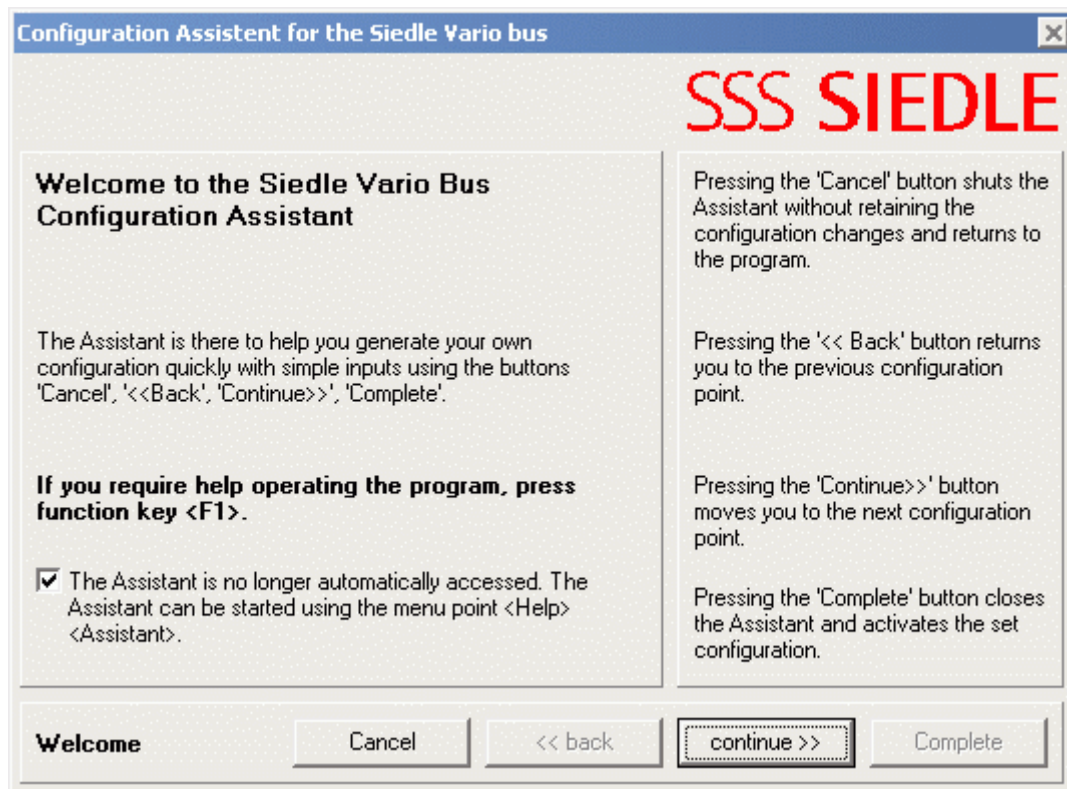 Configuration Assistent for the Siedle Vario bus
SSS SIEDLE
Welcome to the Siedle Vario Bus
Configuration Assistant
The Assistant is there to help you generate your own
configuration quickly with simple inputs using the buttons
'Cancel', '<<Back', 'Continue>>', 'Complete'.
If you require help operating the program, press
function key <F1>.
The Assistant is no longer automatically accessed. The
Assistant can be started using the menu point <Help>
<Assistant>.
Pressing the 'Cancel' button shuts the
Assistant without retaining the
configuration changes and returns to
the program.
Pressing the '<< Back' button returns
you to the previous configuration
point.
Pressing the 'Continue>>' button
moves you to the next configuration
point.
Pressing the 'Complete' button closes
the Assistant and activates the set
configuration.
Welcome
Cancel
<< back
continue >>
Complete